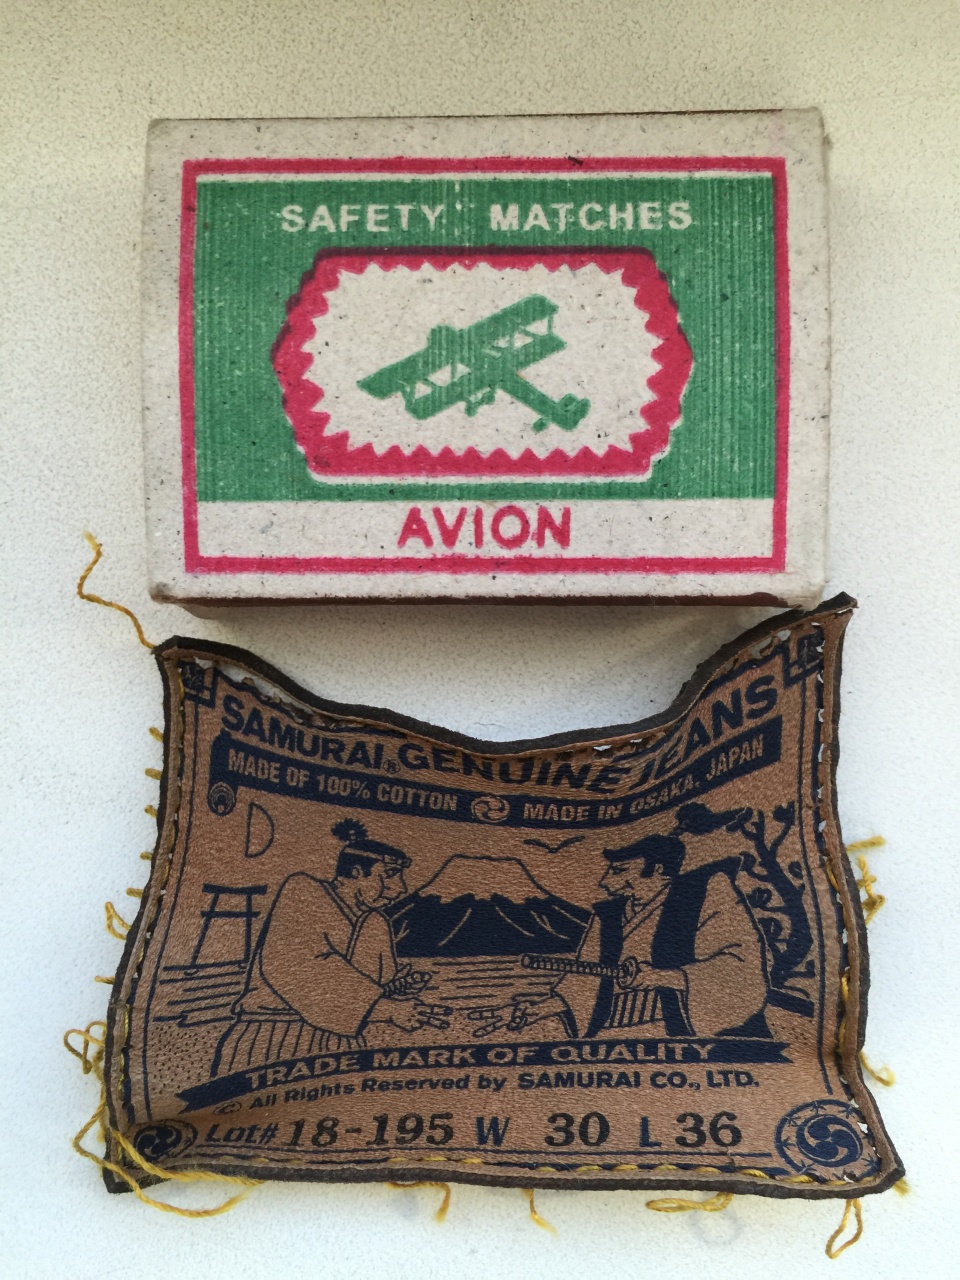 SAFETY MATCHES
AVION
SAMURAI® GENUINE JEANS
MADE OF 100% COTTON MADE IN OSAKA, JAPAN
TRADE MARK OF QUALITY
© All Rights Reserved by SAMURAI CO., LTD.
Lot# 18-195 W 30 L 36